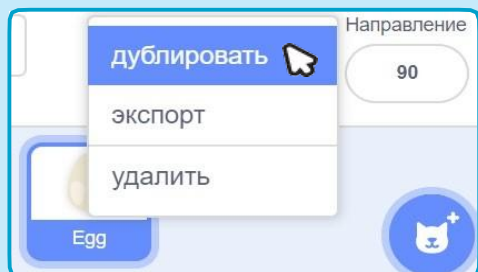 Направление
90
дублировать
экспорт
удалить
Egg